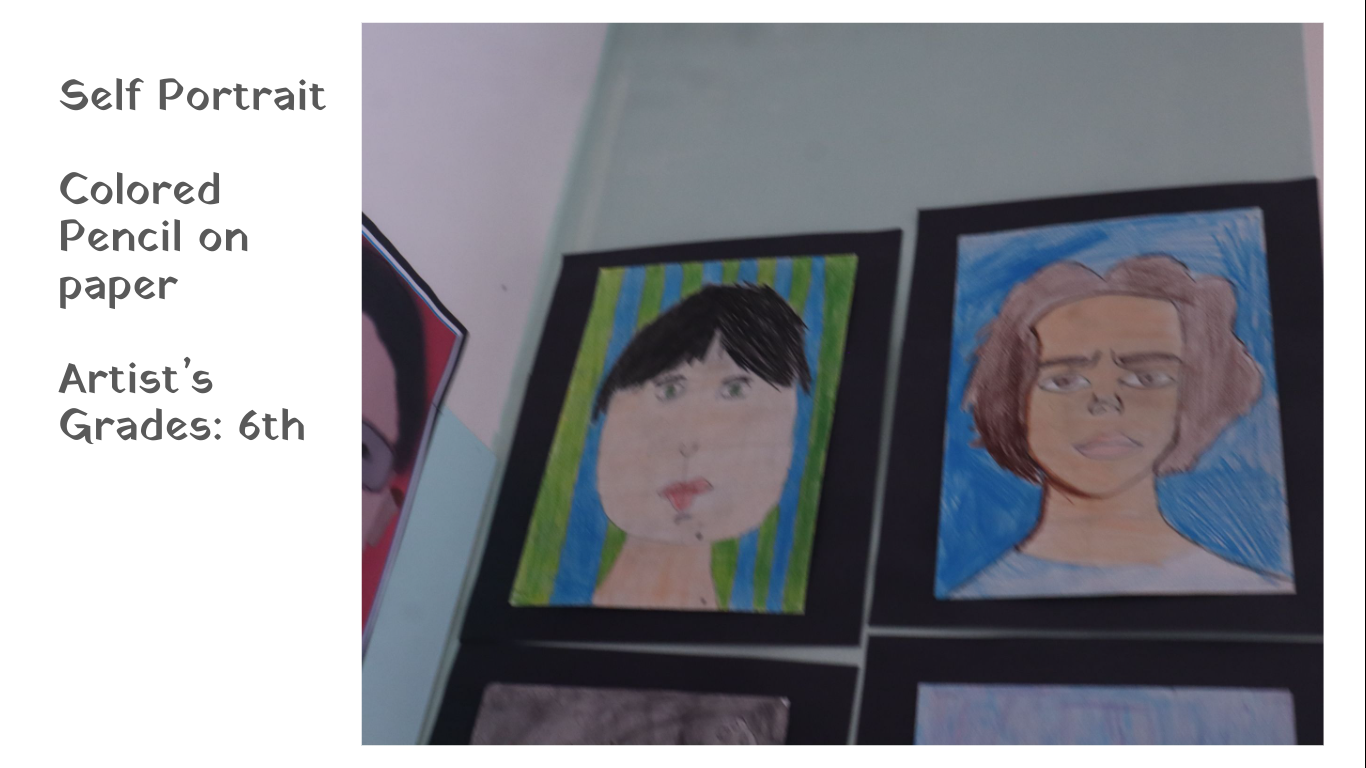 Self Portrait
Colored
Pencil on
paper
Artist's
Grades: 6th